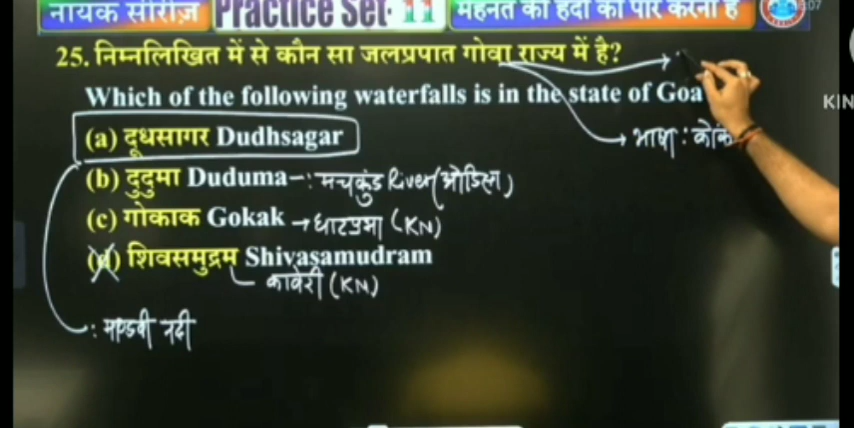 नायक सीरीज़ Practice Set- 11 मेहनत की हदों को पार करना है
25. निम्नलिखित में से कौन सा जलप्रपात गोवा राज्य में है?
Which of the following waterfalls is in the state of Goa
→ भाषा : कोंक
(a) दूधसागर Dudhsagar
(b) दुदुमा Duduma -: मचकुंड River (ओडिशा)
(c) गोकाक Gokak → घाटप्रभा (KN)
(d) शिवसमुद्रम Shivasamudram
कावेरी (KN)
: माण्डवी नदी
KIN